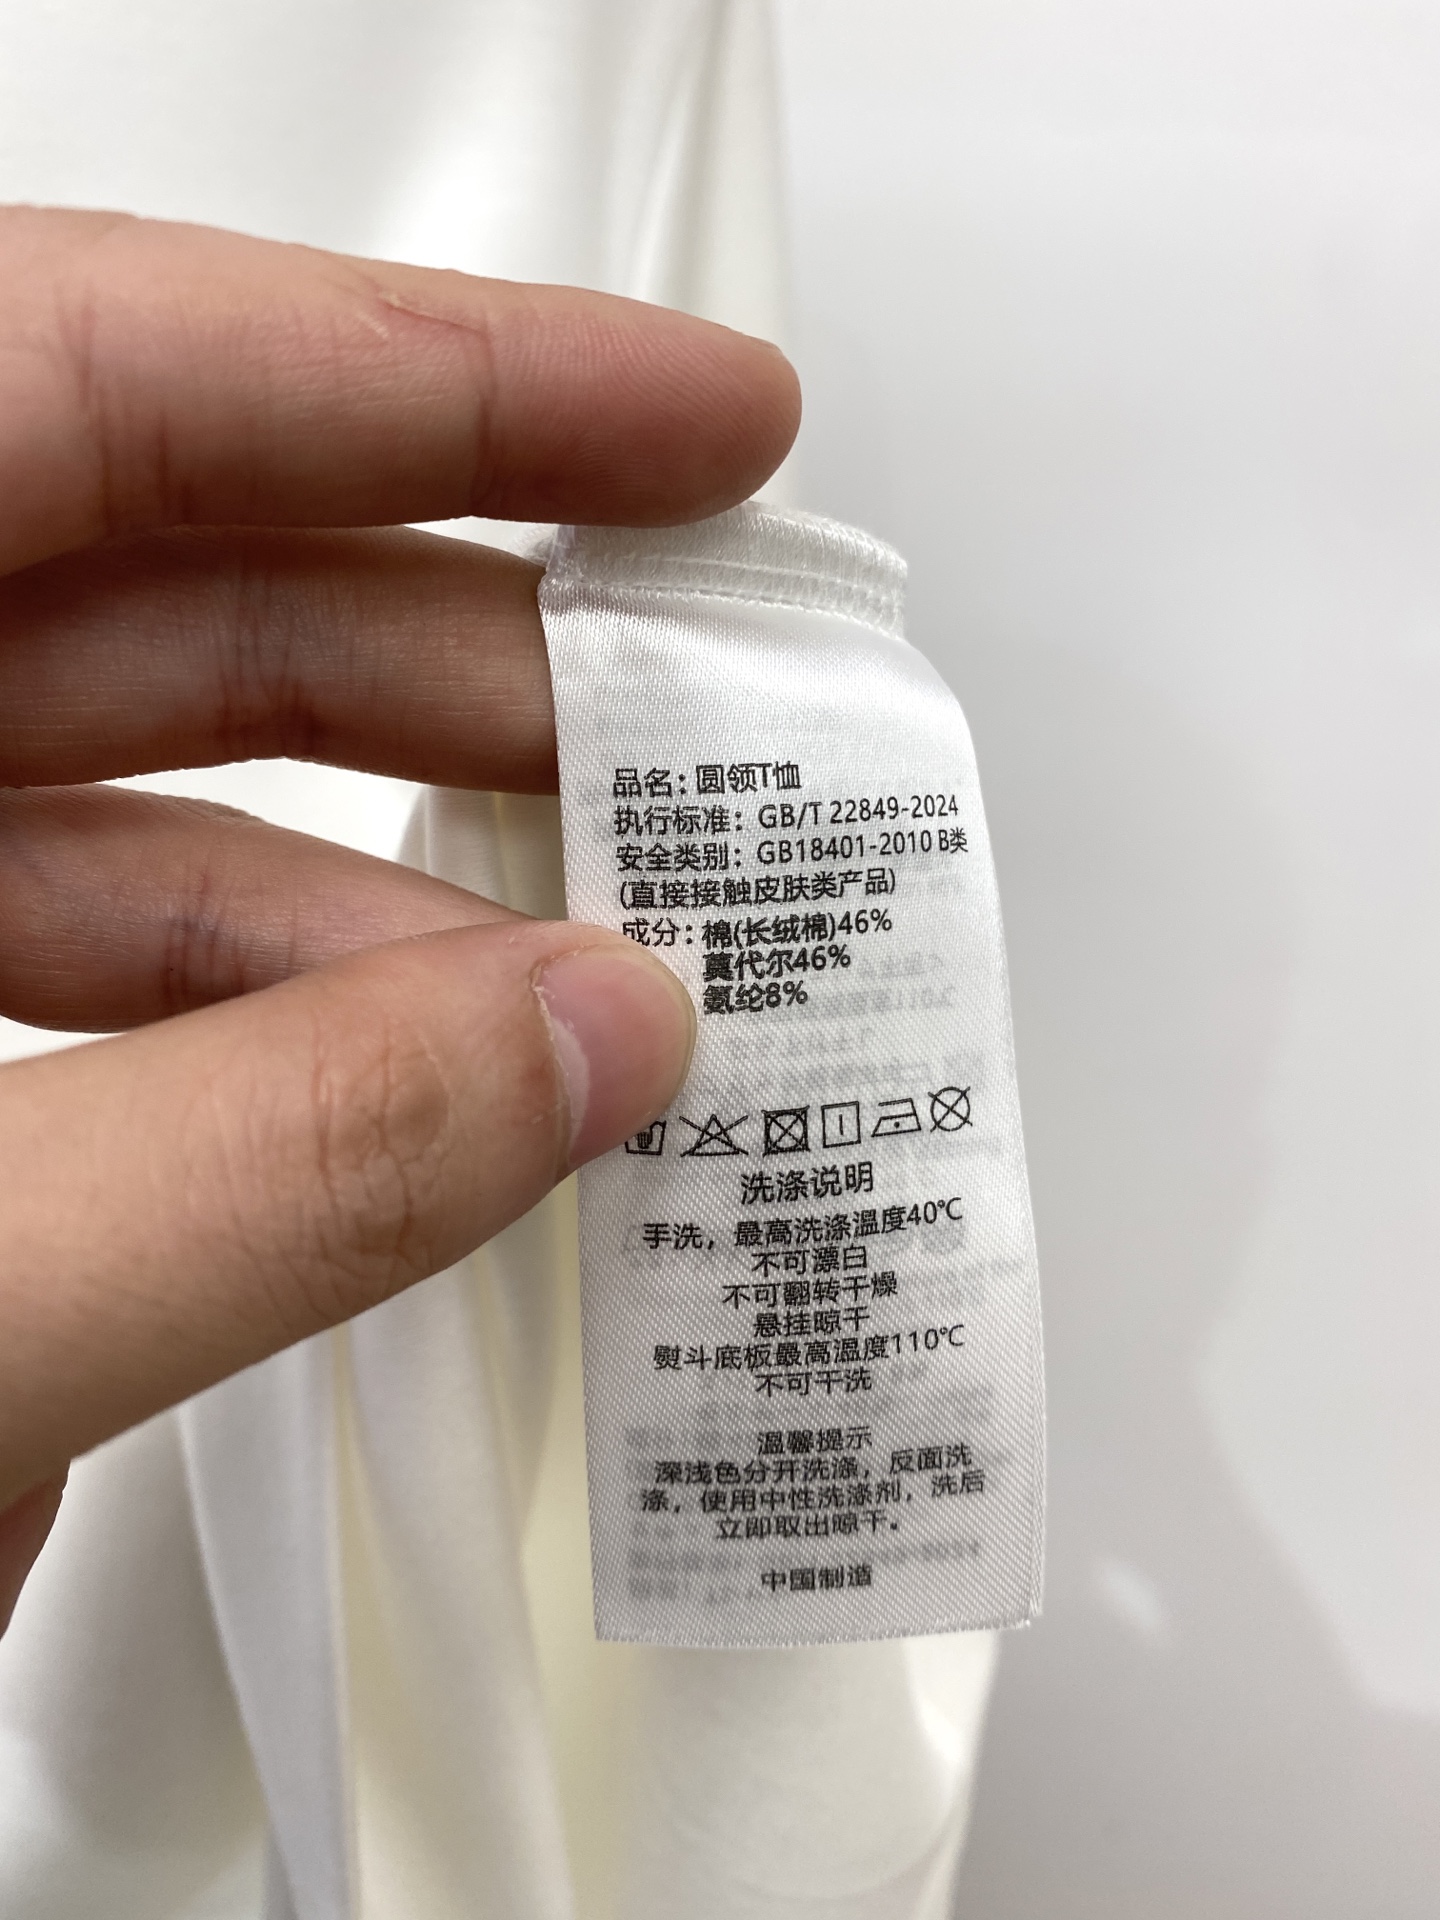 品名：圆领T恤
执行标准：GB/T 22849-2024
安全类别：GB18401-2010 B类
(直接接触皮肤类产品)
成分：棉(长绒棉)46%
莫代尔46%
氨纶8%
洗涤说明
手洗，最高洗涤温度40℃
不可漂白
不可翻转干燥
悬挂晾干
熨斗底板最高温度110℃
不可干洗
温馨提示
深浅色分开洗涤，反面洗
涤，使用中性洗涤剂，洗后
立即取出晾干。
中国制造